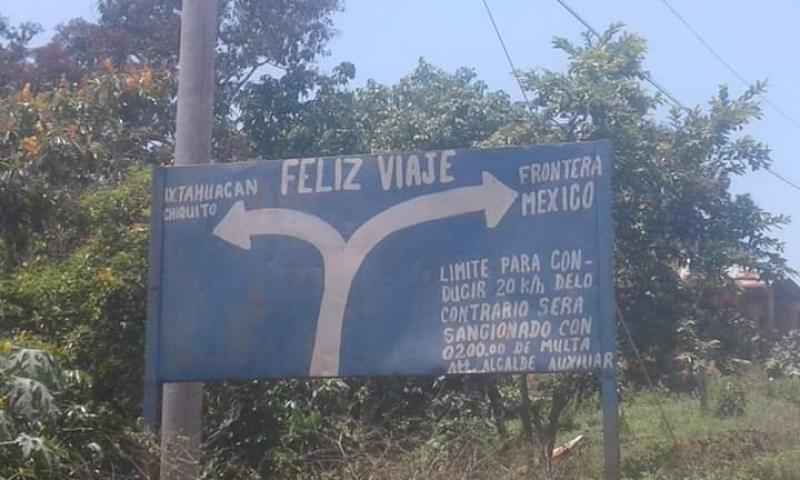 FELIZ VIAJE
IXTAHUACAN
CHIQUITO
FRONTERA
MEXICO
LIMITE PARA CON-
DUCIR 20 k/h DELO
CONTRARIO SERA
SANCIONADO CON
Q200.00 DE MULTA
AEL ALCALDE AUXILIAR